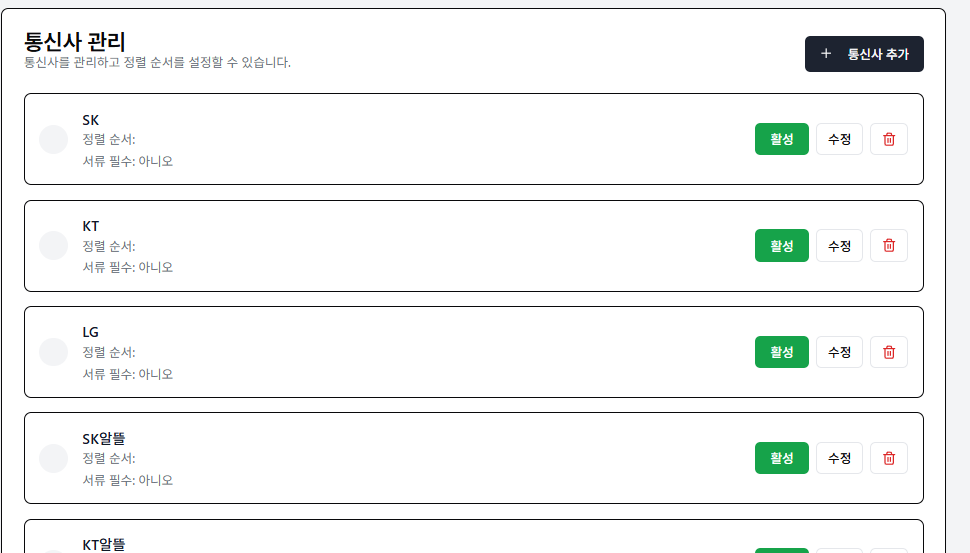 통신사 관리
통신사를 관리하고 정렬 순서를 설정할 수 있습니다.
+ 통신사 추가
SK
정렬 순서:
서류 필수: 아니오
활성 수정
KT
정렬 순서:
서류 필수: 아니오
활성 수정
LG
정렬 순서:
서류 필수: 아니오
활성 수정
SK알뜰
정렬 순서:
서류 필수: 아니오
활성 수정
KT알뜰